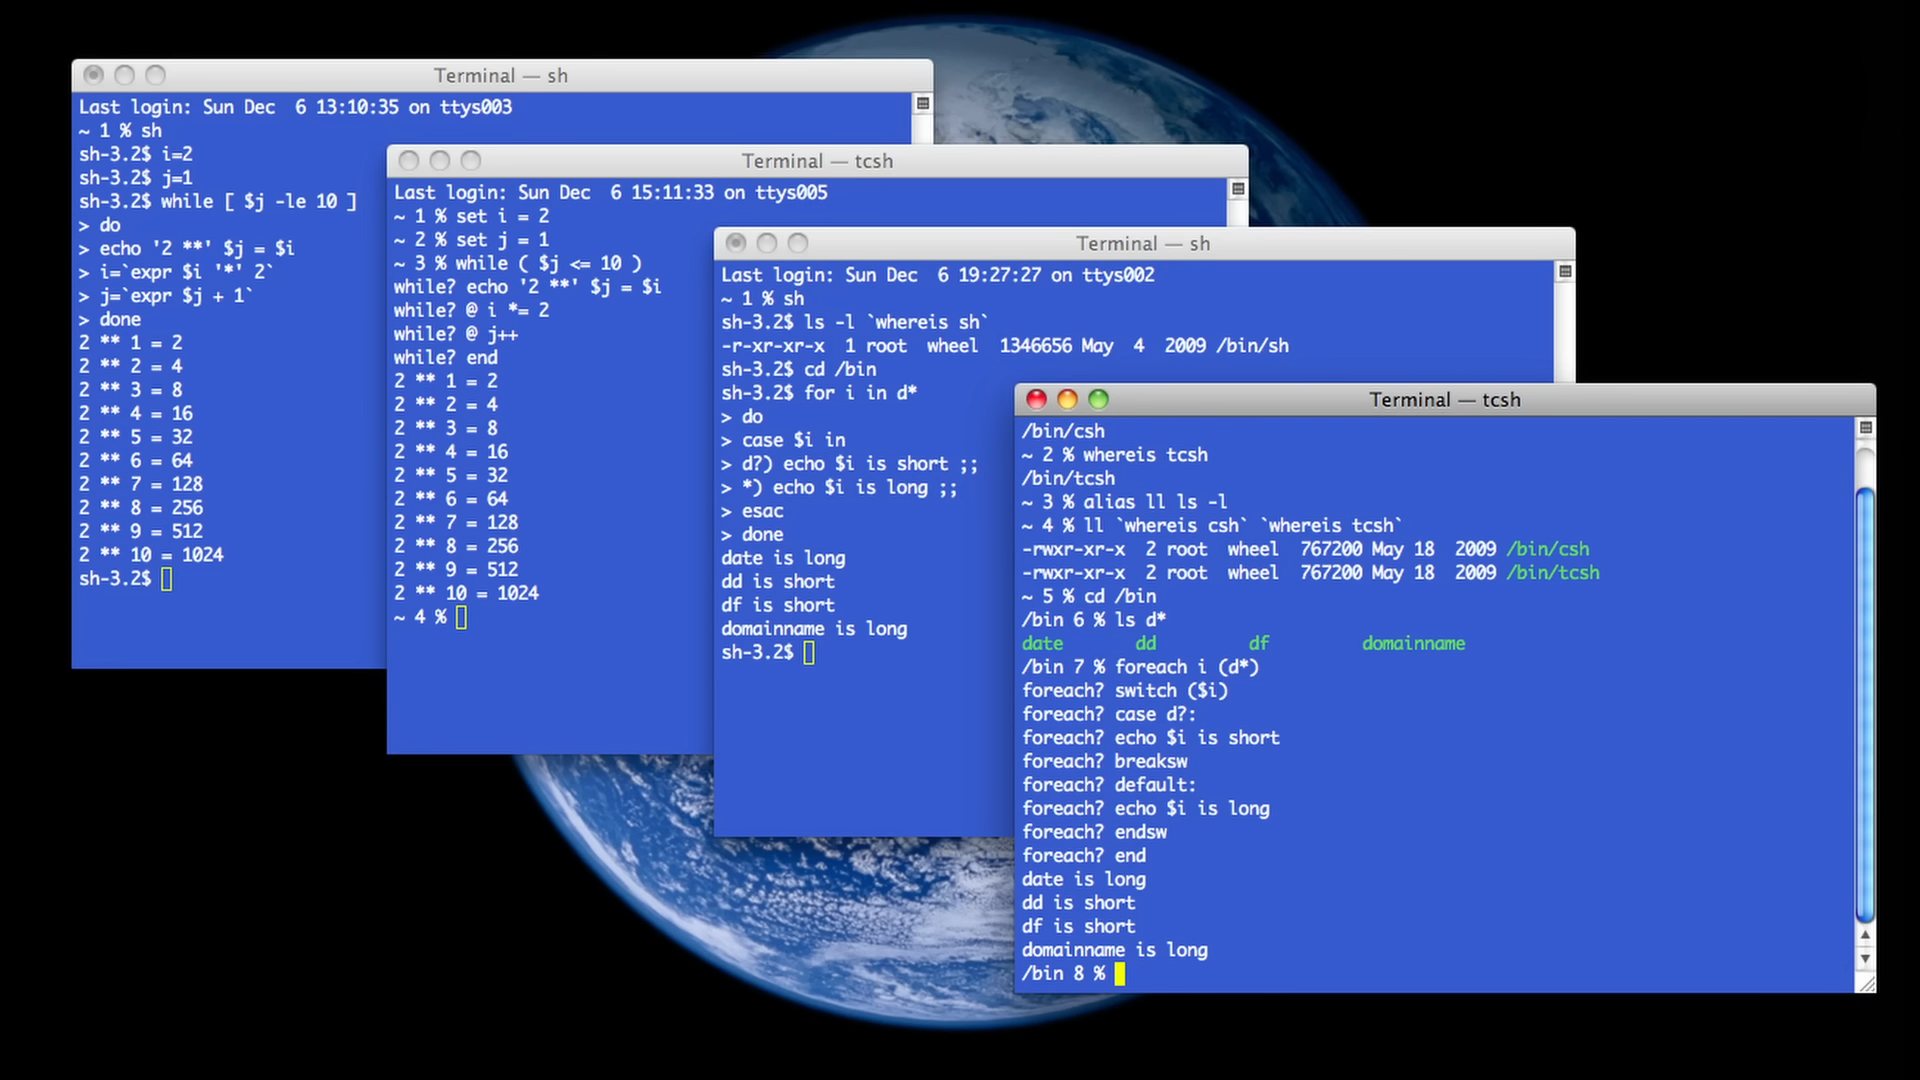 Terminal — sh
Last login: Sun Dec  6 13:10:35 on ttys003
~ 1 % sh
sh-3.2$ i=2
sh-3.2$ j=1
sh-3.2$ while [ $j -le 10 ]
> do
> echo '2 **' $j = $i
> i=`expr $i '*' 2`
> j=`expr $j + 1`
> done
2 ** 1 = 2
2 ** 2 = 4
2 ** 3 = 8
2 ** 4 = 16
2 ** 5 = 32
2 ** 6 = 64
2 ** 7 = 128
2 ** 8 = 256
2 ** 9 = 512
2 ** 10 = 1024
sh-3.2$
Terminal — tcsh
Last login: Sun Dec  6 15:11:33 on ttys005
~ 1 % set i = 2
~ 2 % set j = 1
~ 3 % while ( $j <= 10 )
while? echo '2 **' $j = $i
while? @ i *= 2
while? @ j++
while? end
2 ** 1 = 2
2 ** 2 = 4
2 ** 3 = 8
2 ** 4 = 16
2 ** 5 = 32
2 ** 6 = 64
2 ** 7 = 128
2 ** 8 = 256
2 ** 9 = 512
2 ** 10 = 1024
~ 4 %
Terminal — sh
Last login: Sun Dec  6 19:27:27 on ttys002
~ 1 % sh
sh-3.2$ ls -l `whereis sh`
-r-xr-xr-x  1 root  wheel  1346656 May  4  2009 /bin/sh
sh-3.2$ cd /bin
sh-3.2$ for i in d*
> do
> case $i in
> d?) echo $i is short ;;
> *) echo $i is long ;;
> esac
> done
date is long
dd is short
df is short
domainname is long
sh-3.2$
Terminal — tcsh
/bin/csh
~ 2 % whereis tcsh
/bin/tcsh
~ 3 % alias ll ls -l
~ 4 % ll `whereis csh` `whereis tcsh`
-rwxr-xr-x  2 root  wheel  767200 May 18  2009 /bin/csh
-rwxr-xr-x  2 root  wheel  767200 May 18  2009 /bin/tcsh
~ 5 % cd /bin
/bin 6 % ls d*
date       dd         df         domainname
/bin 7 % foreach i (d*)
foreach? switch ($i)
foreach? case d?:
foreach? echo $i is short
foreach? breaksw
foreach? default:
foreach? echo $i is long
foreach? endsw
foreach? end
date is long
dd is short
df is short
domainname is long
/bin 8 %